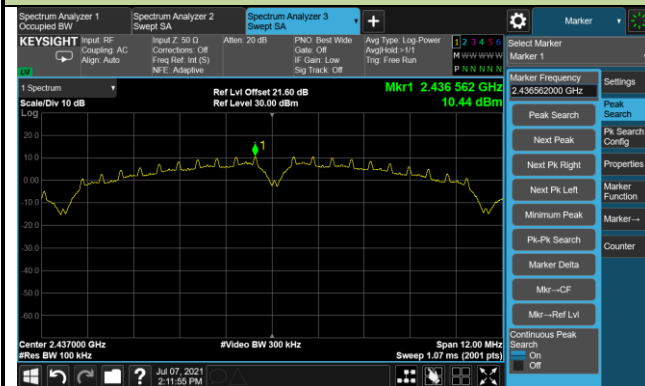 Spectrum Analyzer 1
Occupied BW
Spectrum Analyzer 2
Swept SA
Spectrum Analyzer 3
Swept SA
+
Marker
KEYSIGHT
Input: RF
Coupling: AC
Align: Auto
Input Z: 50 Ω
Corrections: Off
Freq Ref: Int (S)
NFE: Adaptive
Atten: 20 dB
PNO: Best Wide
Gate: Off
IF Gain: Low
Sig Track: Off
Avg Type: Log-Power
Avg|Hold:>1/1
Trig: Free Run
1 2 3 4 5 6
M W W W W W
P N N N N N
LXI
Select Marker
Marker 1
1 Spectrum
Scale/Div 10 dB
Log
Ref Lvl Offset 21.60 dB
Ref Level 30.00 dBm
Mkr1 2.436 562 GHz
10.44 dBm
20.0
10.0
0.00
-10.0
-20.0
-30.0
-40.0
-50.0
-60.0
1
Center 2.437000 GHz
#Res BW 100 kHz
#Video BW 300 kHz
Span 12.00 MHz
Sweep 1.07 ms (2001 pts)
Marker Frequency
2.436562000 GHz
Peak Search
Next Peak
Next Pk Right
Next Pk Left
Minimum Peak
Pk-Pk Search
Marker Delta
Mkr→CF
Mkr→Ref Lvl
Continuous Peak
Search
On
Off
Settings
Peak
Search
Pk Search
Config
Properties
Marker
Function
Marker→
Counter
?
Jul 07, 2021
2:11:55 PM